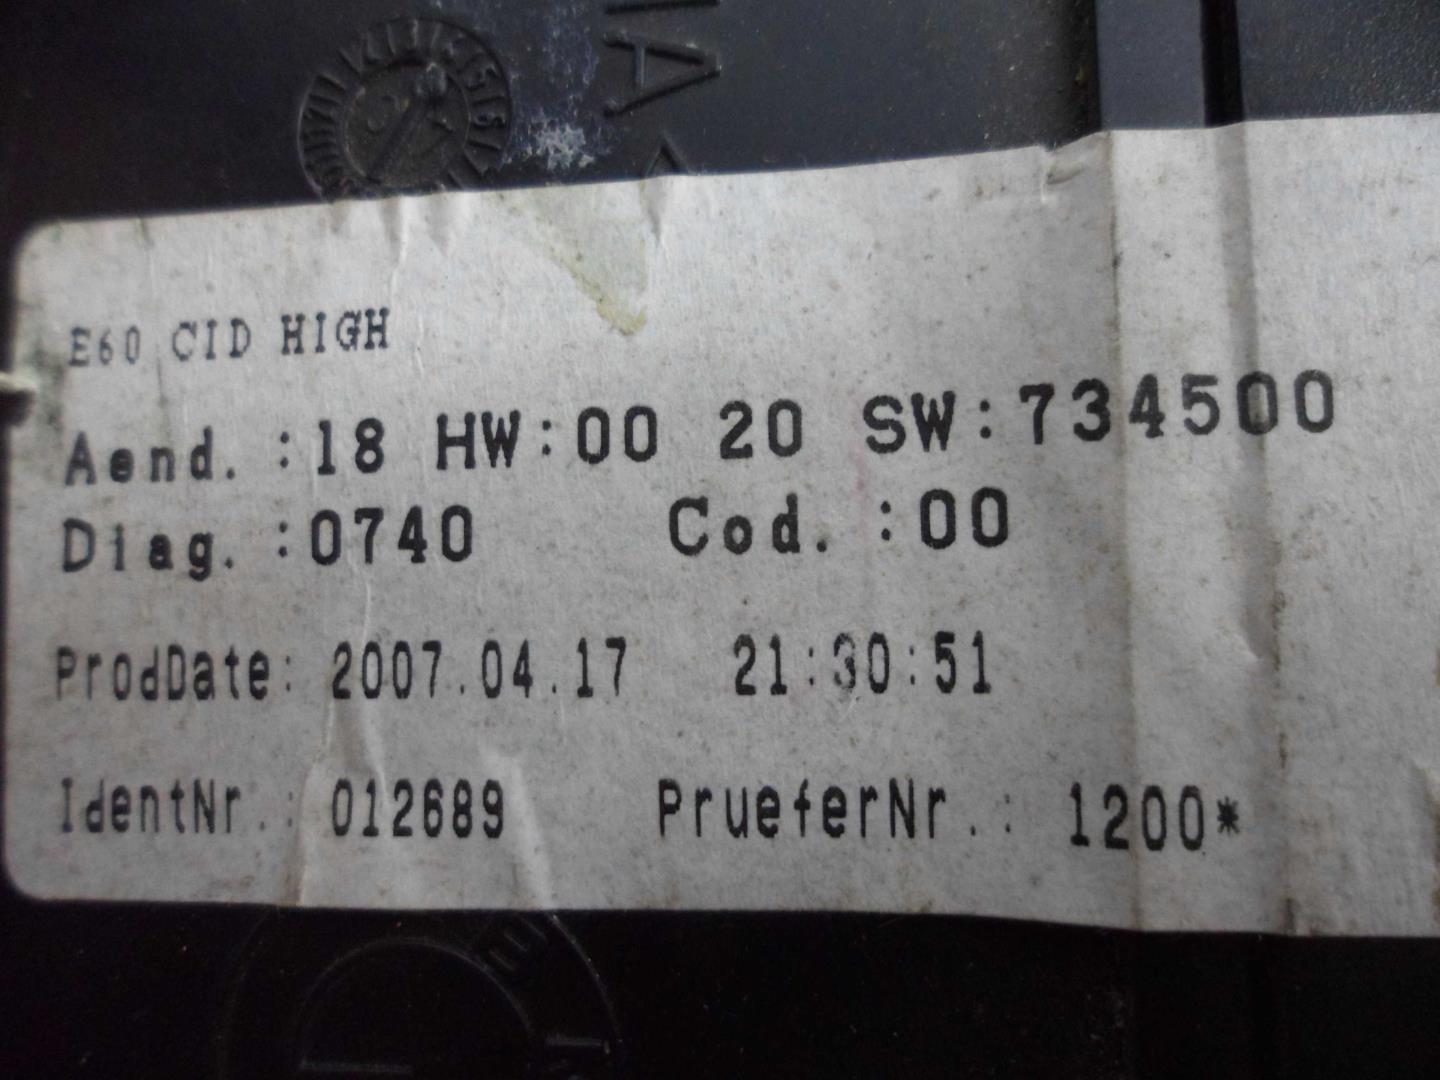 E60 CID HIGH
Aend. :18 HW:00 20 SW:734500
Diag. :0740 Cod. :00
ProdDate: 2007.04.17 21:30:51
IdentNr.: 012689 PrueferNr.: 1200*